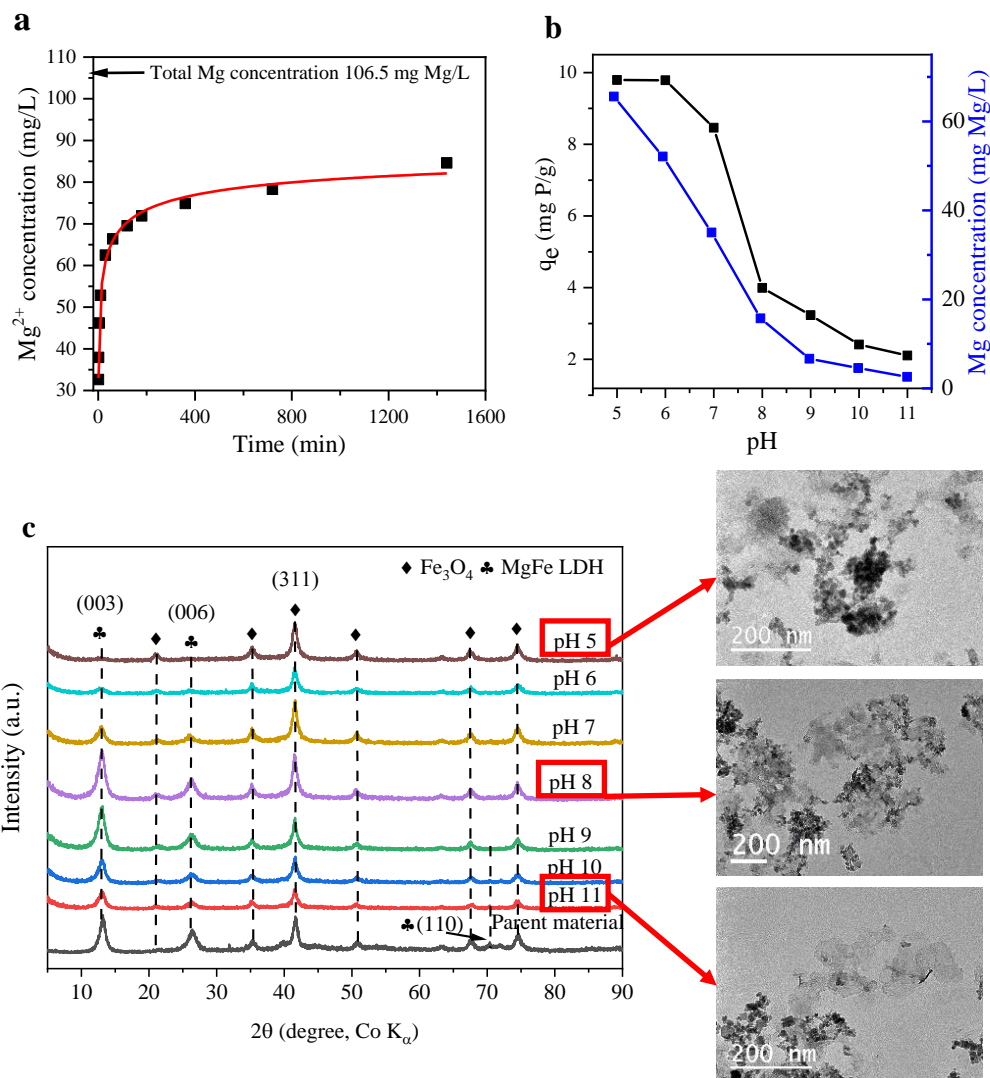 a
110
100
90
80
70
60
50
40
30
0
400
800
1200
1600
Total Mg concentration 106.5 mg Mg/L
Mg²⁺ concentration (mg/L)
Time (min)
b
10
8
6
4
2
60
40
20
0
5
6
7
8
9
10
11
qe (mg P/g)
Mg concentration (mg Mg/L)
pH
c
♦ Fe₃O₄ ♣ MgFe LDH
(003)
(006)
(311)
pH 5
pH 6
pH 7
pH 8
pH 9
pH 10
pH 11
♣(110)
Parent material
10
20
30
40
50
60
70
80
90
Intensity (a.u.)
2θ (degree, Co Kα)
200 nm
200 nm
200 nm